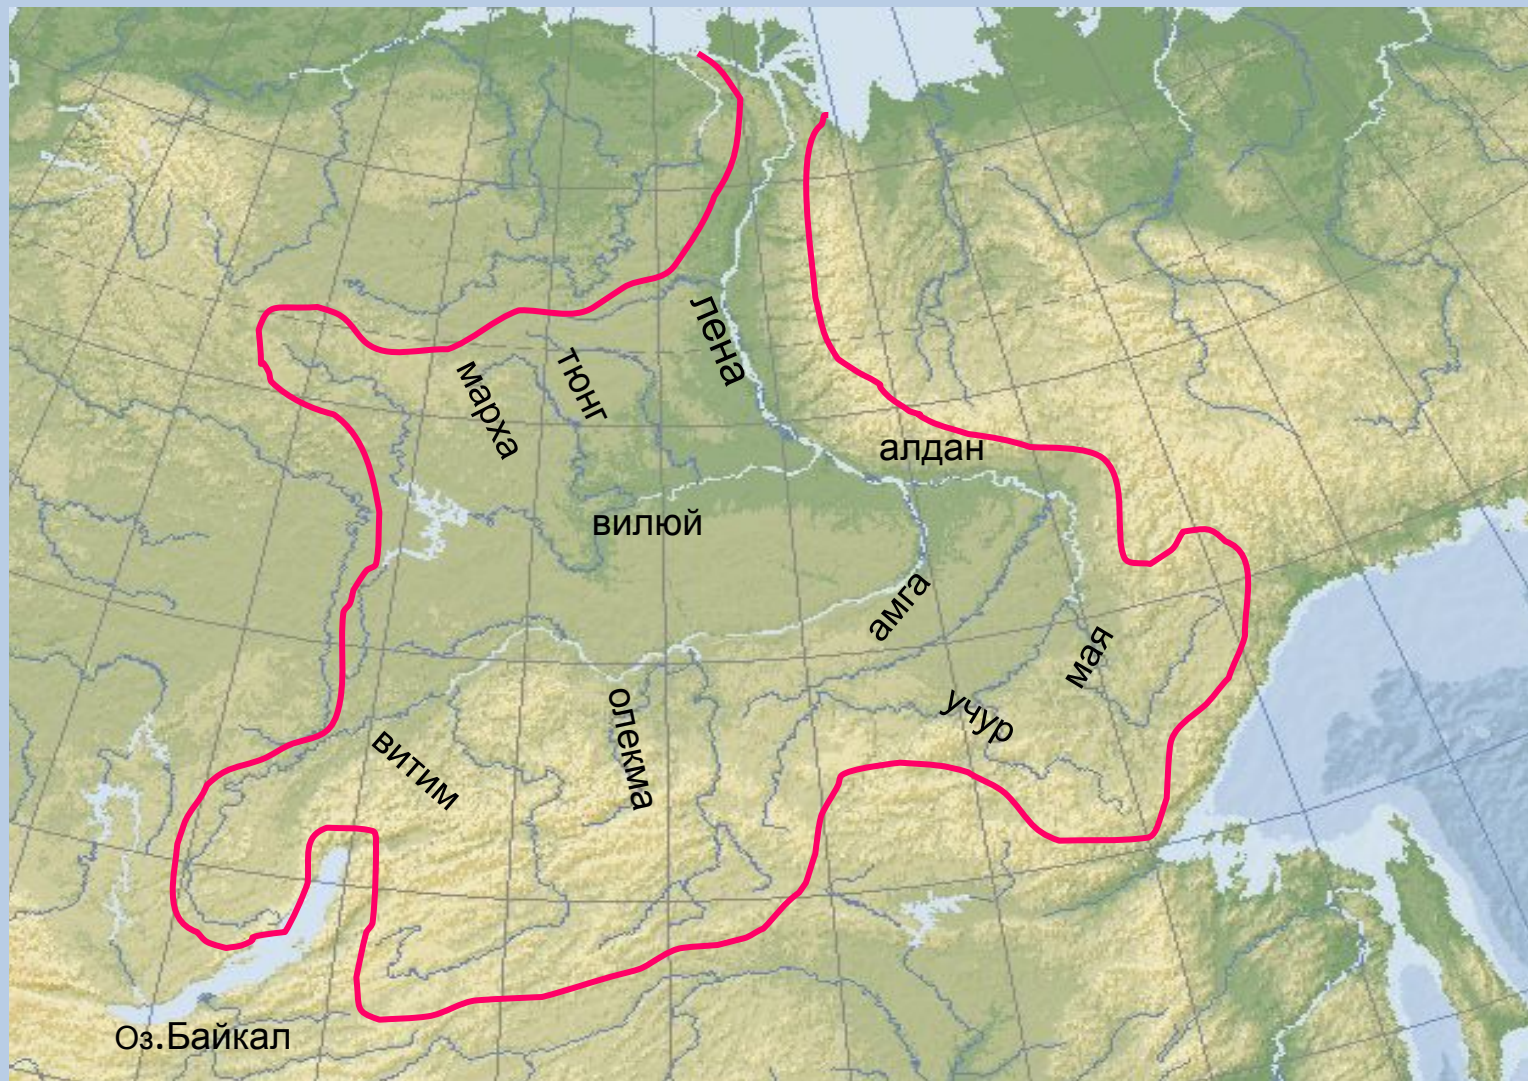 лена
тюнг
марха
алдан
вилюй
амга
мая
учур
олекма
витим
Оз.Байкал